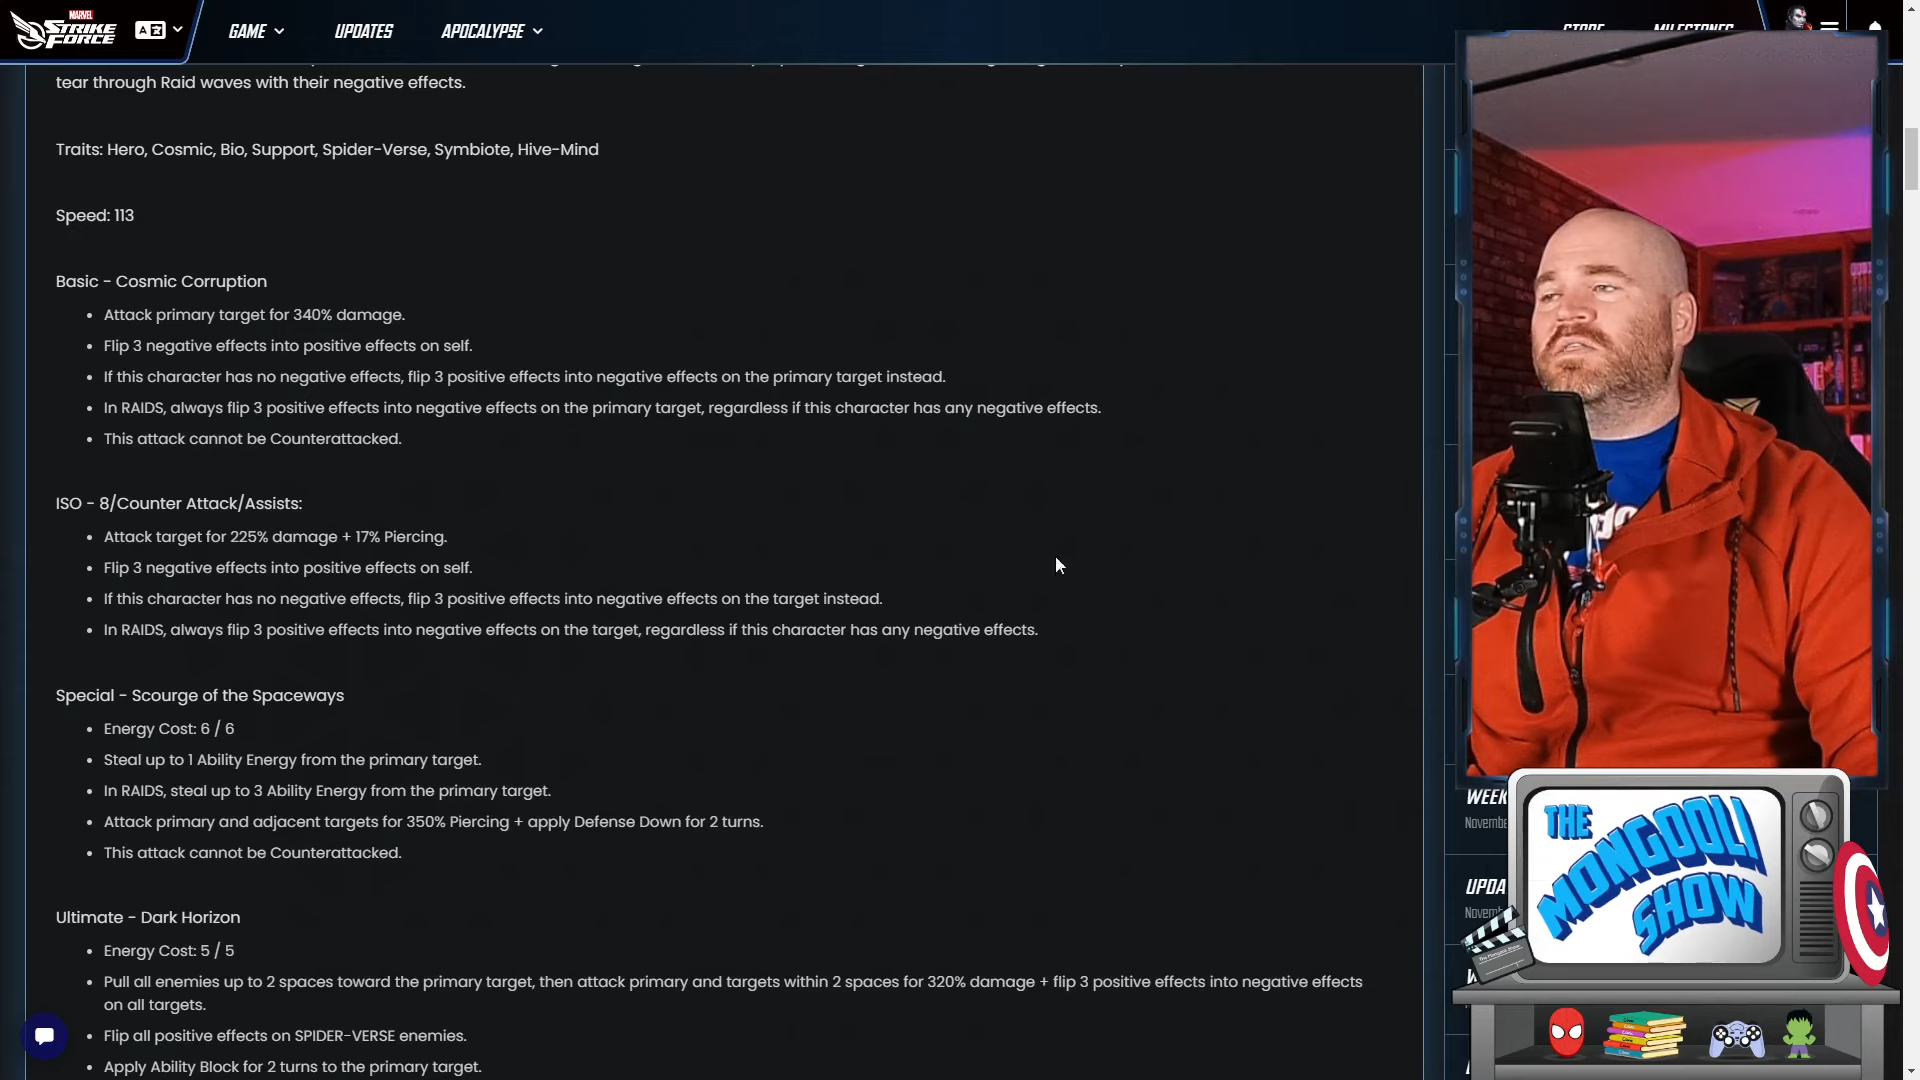 MARVEL
STRIKE
FORCE
GAME
UPDATES
APOCALYPSE
STORE
MILESTONES
tear through Raid waves with their negative effects.
Traits: Hero, Cosmic, Bio, Support, Spider-Verse, Symbiote, Hive-Mind
Speed: 113
Basic - Cosmic Corruption
• Attack primary target for 340% damage.
• Flip 3 negative effects into positive effects on self.
• If this character has no negative effects, flip 3 positive effects into negative effects on the primary target instead.
• In RAIDS, always flip 3 positive effects into negative effects on the primary target, regardless if this character has any negative effects.
• This attack cannot be Counterattacked.
ISO - 8/Counter Attack/Assists:
• Attack target for 225% damage + 17% Piercing.
• Flip 3 negative effects into positive effects on self.
• If this character has no negative effects, flip 3 positive effects into negative effects on the target instead.
• In RAIDS, always flip 3 positive effects into negative effects on the target, regardless if this character has any negative effects.
Special - Scourge of the Spaceways
• Energy Cost: 6 / 6
• Steal up to 1 Ability Energy from the primary target.
• In RAIDS, steal up to 3 Ability Energy from the primary target.
• Attack primary and adjacent targets for 350% Piercing + apply Defense Down for 2 turns.
• This attack cannot be Counterattacked.
Ultimate - Dark Horizon
• Energy Cost: 5 / 5
• Pull all enemies up to 2 spaces toward the primary target, then attack primary and targets within 2 spaces for 320% damage + flip 3 positive effects into negative effects
on all targets.
• Flip all positive effects on SPIDER-VERSE enemies.
• Apply Ability Block for 2 turns to the primary target.
WEEK
Novembe
UPDA
Novem
THE
MONGOOLI
SHOW